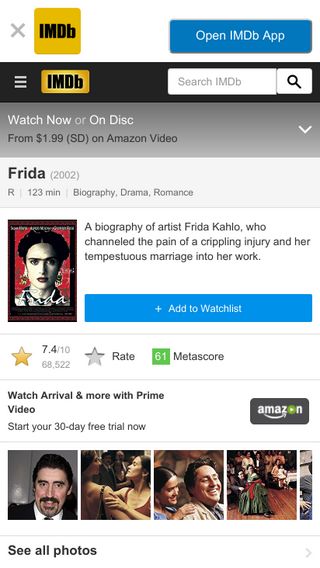 IMDb
Open IMDb App
IMDb
Search IMDb
Watch Now or On Disc
From $1.99 (SD) on Amazon Video
Frida (2002)
R | 123 min | Biography, Drama, Romance
A biography of artist Frida Kahlo, who
channeled the pain of a crippling injury and her
tempestuous marriage into her work.
frida
+ Add to Watchlist
7.4/10
68,522
Rate
61 Metascore
Watch Arrival & more with Prime
Video
Start your 30-day free trial now
amazon
See all photos